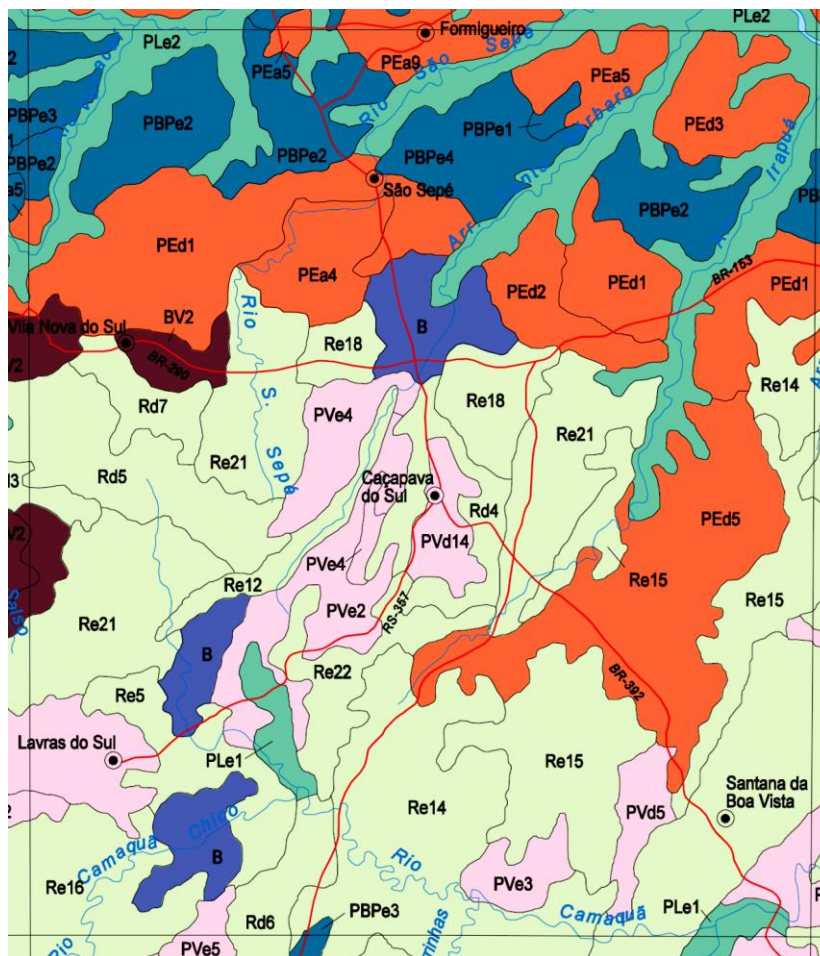 PLe2
Formigueiro
PLe2
PEa5
PEa9
Rio São Sepé
PEa5
PBPe3
PBPe2
PBPe1
PEd3
PBPe2
PBPe2
PBPe4
Irapuá
São Sepé
PBPe2
PEd1
PEa4
PEd2
PEd1
BR-153
PEd1
BV2
Rio
B
Vila Nova do Sul
Re18
BR-290
Re14
Rd7
S.
PVe4
Re18
Re21
Re21
Sepé
Rd5
Caçapava
do Sul
Rd4
PEd5
PVd14
PVe4
Re15
Re12
Re15
PVe2
RS-357
Re21
B
Re22
Re5
BR-392
Lavras do Sul
PLe1
Re15
Santana da
Boa Vista
Re14
PVd5
Camaquã Chico
B
Rio
Re16
PVe3
Camaquã
PBPe3
PLe1
Rd6
PVe5
Rio